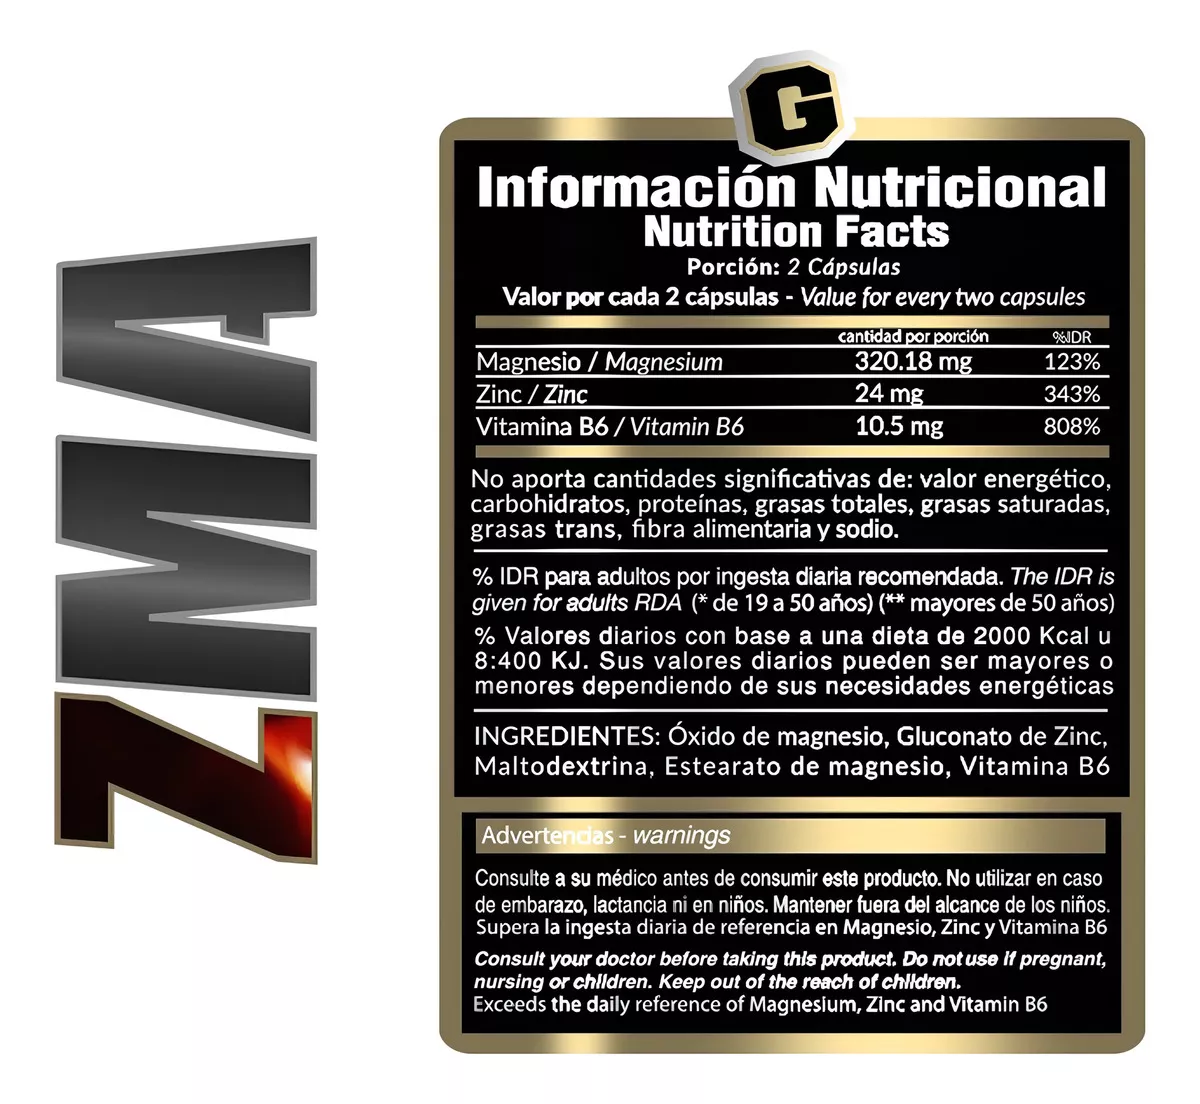 G
Información Nutricional
Nutrition Facts
Porción: 2 Cápsulas
Valor por cada 2 cápsulas - Value for every two capsules
cantidad por porción %IDR
Magnesio / Magnesium 320.18 mg 123%
Zinc / Zinc 24 mg 343%
Vitamina B6 / Vitamin B6 10.5 mg 808%
No aporta cantidades significativas de: valor energético,
carbohidratos, proteínas, grasas totales, grasas saturadas,
grasas trans, fibra alimentaria y sodio.
% IDR para adultos por ingesta diaria recomendada. The IDR is
given for adults RDA (* de 19 a 50 años) (** mayores de 50 años)
% Valores diarios con base a una dieta de 2000 Kcal u
8:400 KJ. Sus valores diarios pueden ser mayores o
menores dependiendo de sus necesidades energéticas
INGREDIENTES: Óxido de magnesio, Gluconato de Zinc,
Maltodextrina, Estearato de magnesio, Vitamina B6
Advertencias - warnings
Consulte a su médico antes de consumir este producto. No utilizar en caso
de embarazo, lactancia ni en niños. Mantener fuera del alcance de los niños.
Supera la ingesta diaria de referencia en Magnesio, Zinc y Vitamina B6
Consult your doctor before taking this product. Do not use if pregnant,
nursing or children. Keep out of the reach of children.
Exceeds the daily reference of Magnesium, Zinc and Vitamin B6
ZMA